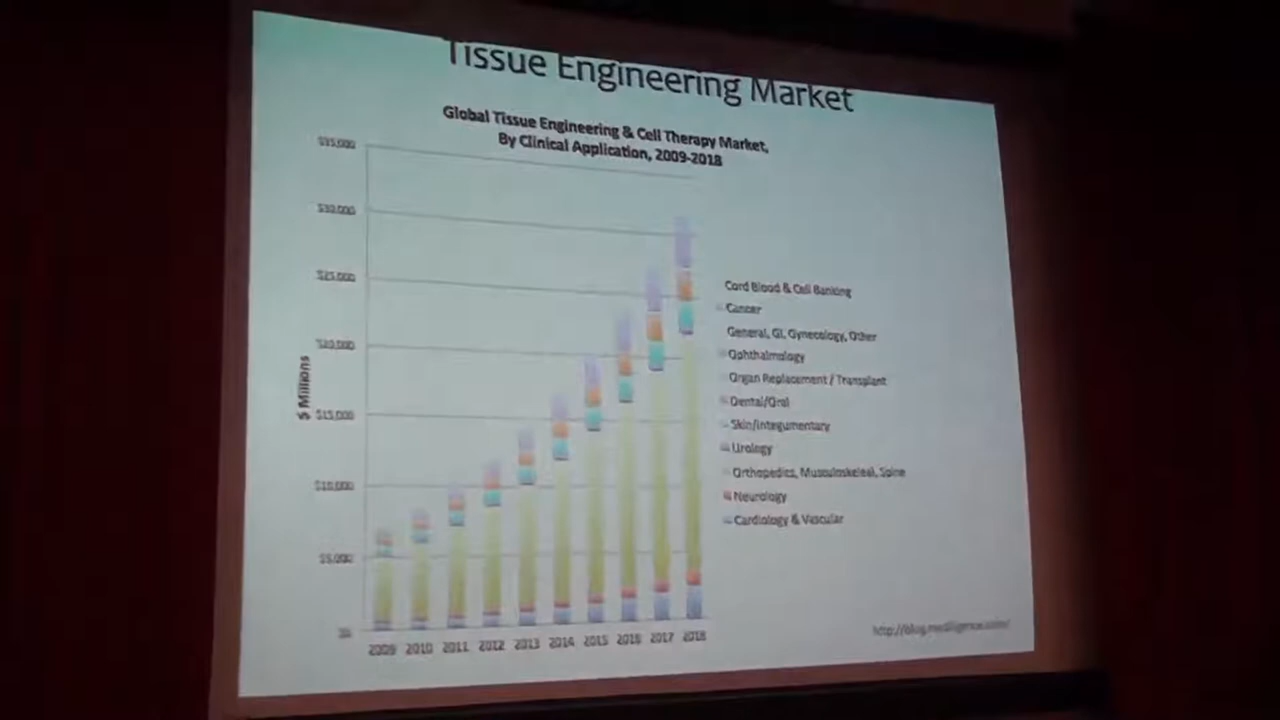 Tissue Engineering Market
Global Tissue Engineering & Cell Therapy Market,
By Clinical Application, 2009-2018
$35,000
$30,000
$25,000
$20,000
$15,000
$10,000
$5,000
$0
$ Millions
2009 2010 2011 2012 2013 2014 2015 2016 2017 2018
Cord Blood & Cell Banking
Cancer
General, GI, Gynecology, Other
Ophthalmology
Organ Replacement / Transplant
Dental/Oral
Skin/Integumentary
Urology
Orthopedics, Musculoskeleal, Spine
Neurology
Cardiology & Vascular